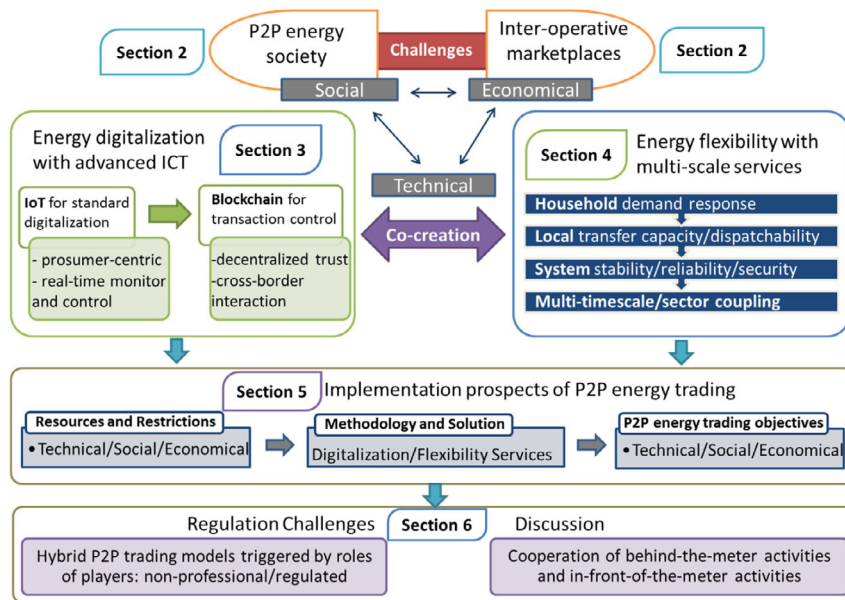 Section 2
P2P energy
society
Challenges
Inter-operative
marketplaces
Section 2
Social
Economical
Energy digitalization
with advanced ICT
Section 3
IoT for standard
digitalization
Blockchain for
transaction control
- prosumer-centric
- real-time monitor
and control
-decentralized trust
-cross-border
interaction
Technical
Co-creation
Section 4
Energy flexibility with
multi-scale services
Household demand response
Local transfer capacity/dispatchability
System stability/reliability/security
Multi-timescale/sector coupling
Section 5
Implementation prospects of P2P energy trading
Resources and Restrictions
• Technical/Social/Economical
Methodology and Solution
Digitalization/Flexibility Services
P2P energy trading objectives
• Technical/Social/Economical
Regulation Challenges
Section 6
Discussion
Hybrid P2P trading models triggered by roles
of players: non-professional/regulated
Cooperation of behind-the-meter activities
and in-front-of-the-meter activities